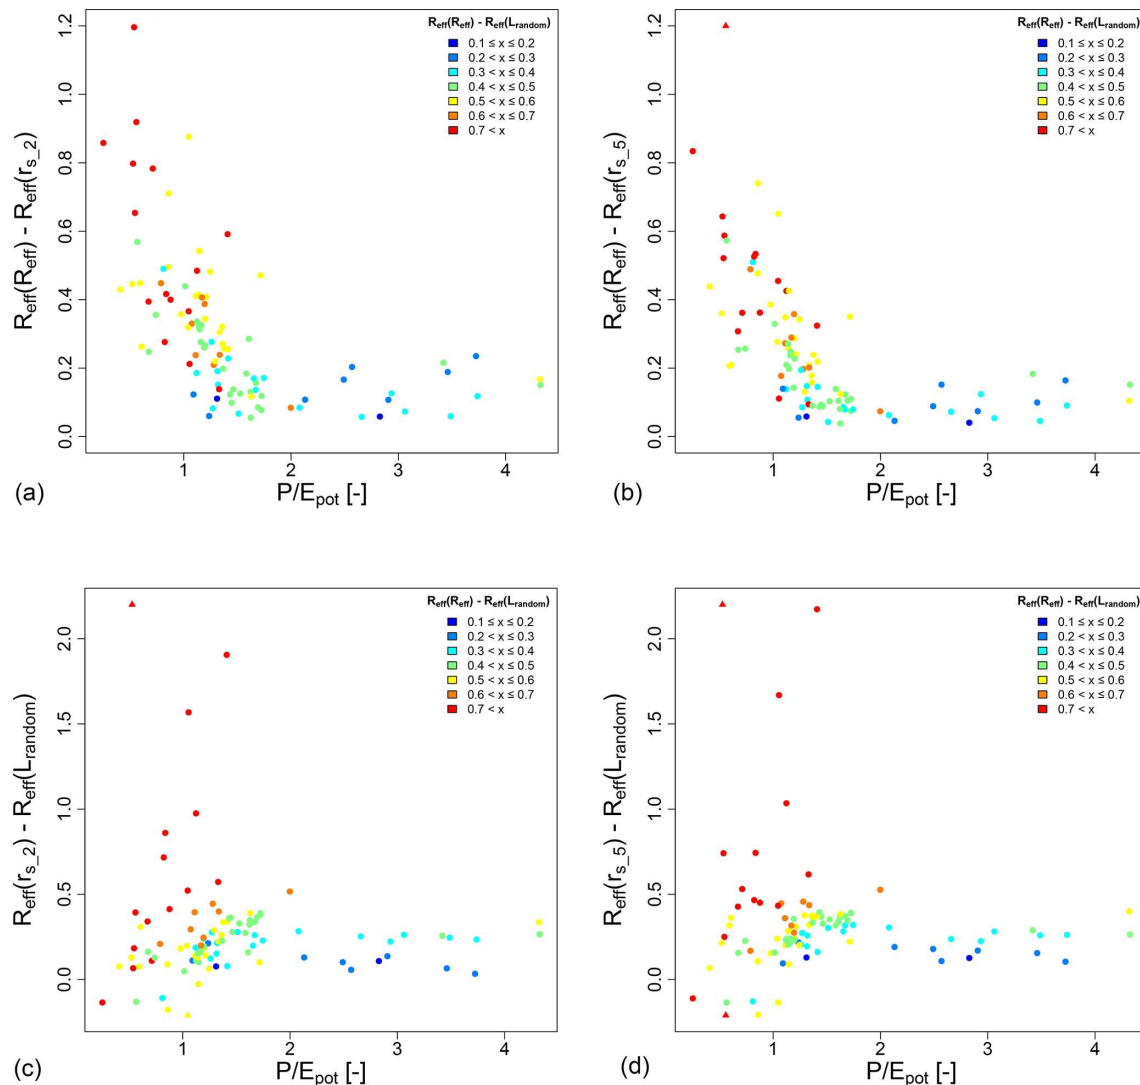 R_eff(R_eff) - R_eff(L_random)
0.1 ≤ x ≤ 0.2
0.2 < x ≤ 0.3
0.3 < x ≤ 0.4
0.4 < x ≤ 0.5
0.5 < x ≤ 0.6
0.6 < x ≤ 0.7
0.7 < x
R_eff(R_eff) - R_eff(r_s_2)
1.2
1.0
0.8
0.6
0.4
0.2
0.0
1 2 3 4
P/E_pot [-]
(a)
R_eff(R_eff) - R_eff(L_random)
0.1 ≤ x ≤ 0.2
0.2 < x ≤ 0.3
0.3 < x ≤ 0.4
0.4 < x ≤ 0.5
0.5 < x ≤ 0.6
0.6 < x ≤ 0.7
0.7 < x
R_eff(R_eff) - R_eff(r_s_5)
1.2
1.0
0.8
0.6
0.4
0.2
0.0
1 2 3 4
P/E_pot [-]
(b)
R_eff(R_eff) - R_eff(L_random)
0.1 ≤ x ≤ 0.2
0.2 < x ≤ 0.3
0.3 < x ≤ 0.4
0.4 < x ≤ 0.5
0.5 < x ≤ 0.6
0.6 < x ≤ 0.7
0.7 < x
R_eff(r_s_2) - R_eff(L_random)
2.0
1.5
1.0
0.5
0.0
1 2 3 4
P/E_pot [-]
(c)
R_eff(R_eff) - R_eff(L_random)
0.1 ≤ x ≤ 0.2
0.2 < x ≤ 0.3
0.3 < x ≤ 0.4
0.4 < x ≤ 0.5
0.5 < x ≤ 0.6
0.6 < x ≤ 0.7
0.7 < x
R_eff(r_s_5) - R_eff(L_random)
2.0
1.5
1.0
0.5
0.0
1 2 3 4
P/E_pot [-]
(d)